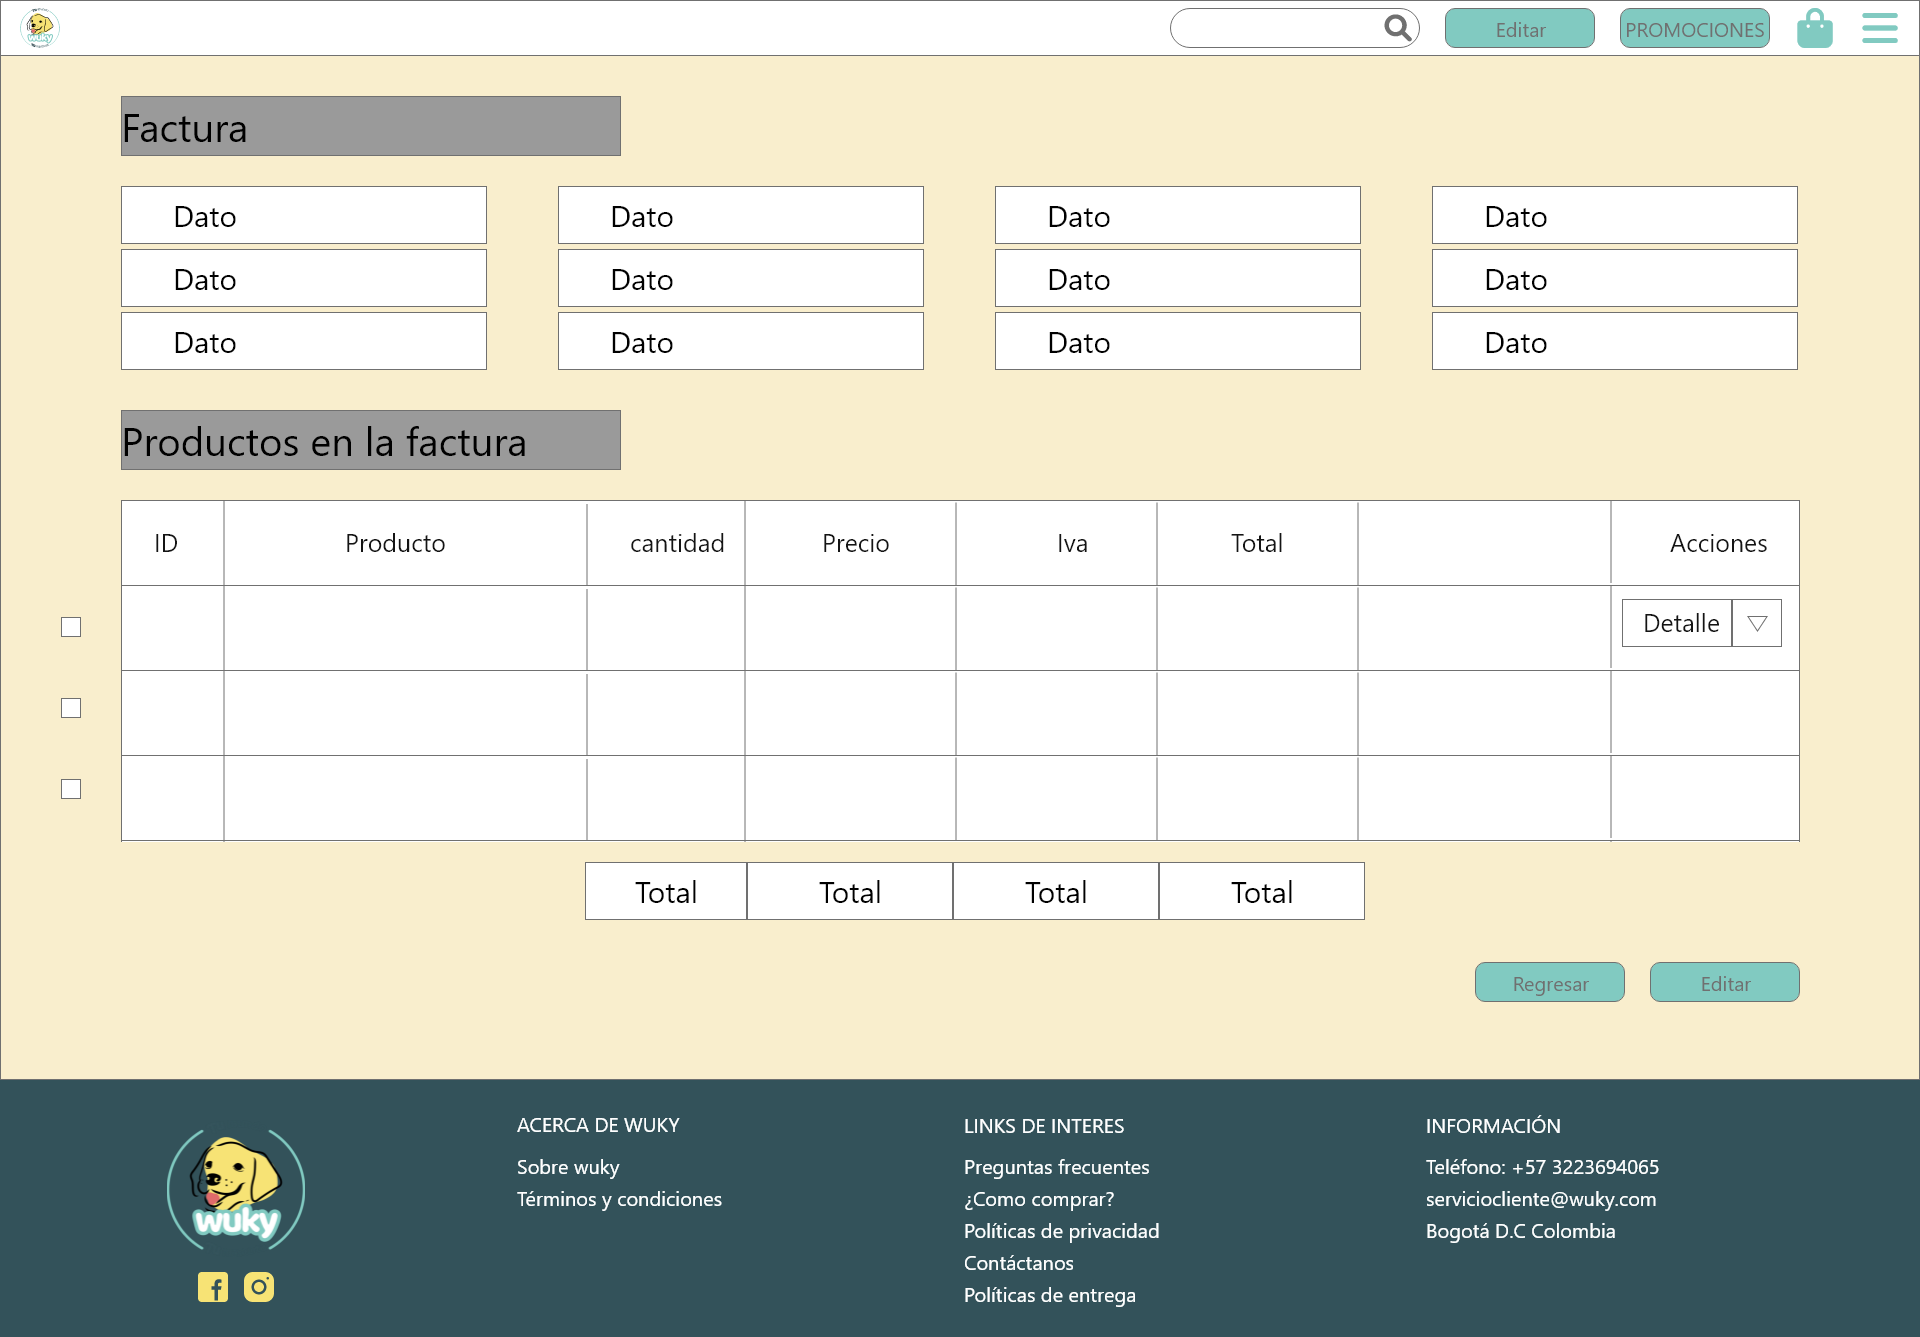 wuky
Editar
PROMOCIONES
Factura
Dato Dato Dato Dato
Dato Dato Dato Dato
Dato Dato Dato Dato
Productos en la factura
ID Producto cantidad Precio Iva Total Acciones
Detalle
Total Total Total Total
Regresar Editar
wuky
ACERCA DE WUKY
Sobre wuky
Términos y condiciones
LINKS DE INTERES
Preguntas frecuentes
¿Como comprar?
Políticas de privacidad
Contáctanos
Políticas de entrega
INFORMACIÓN
Teléfono: +57 3223694065
serviciocliente@wuky.com
Bogotá D.C Colombia